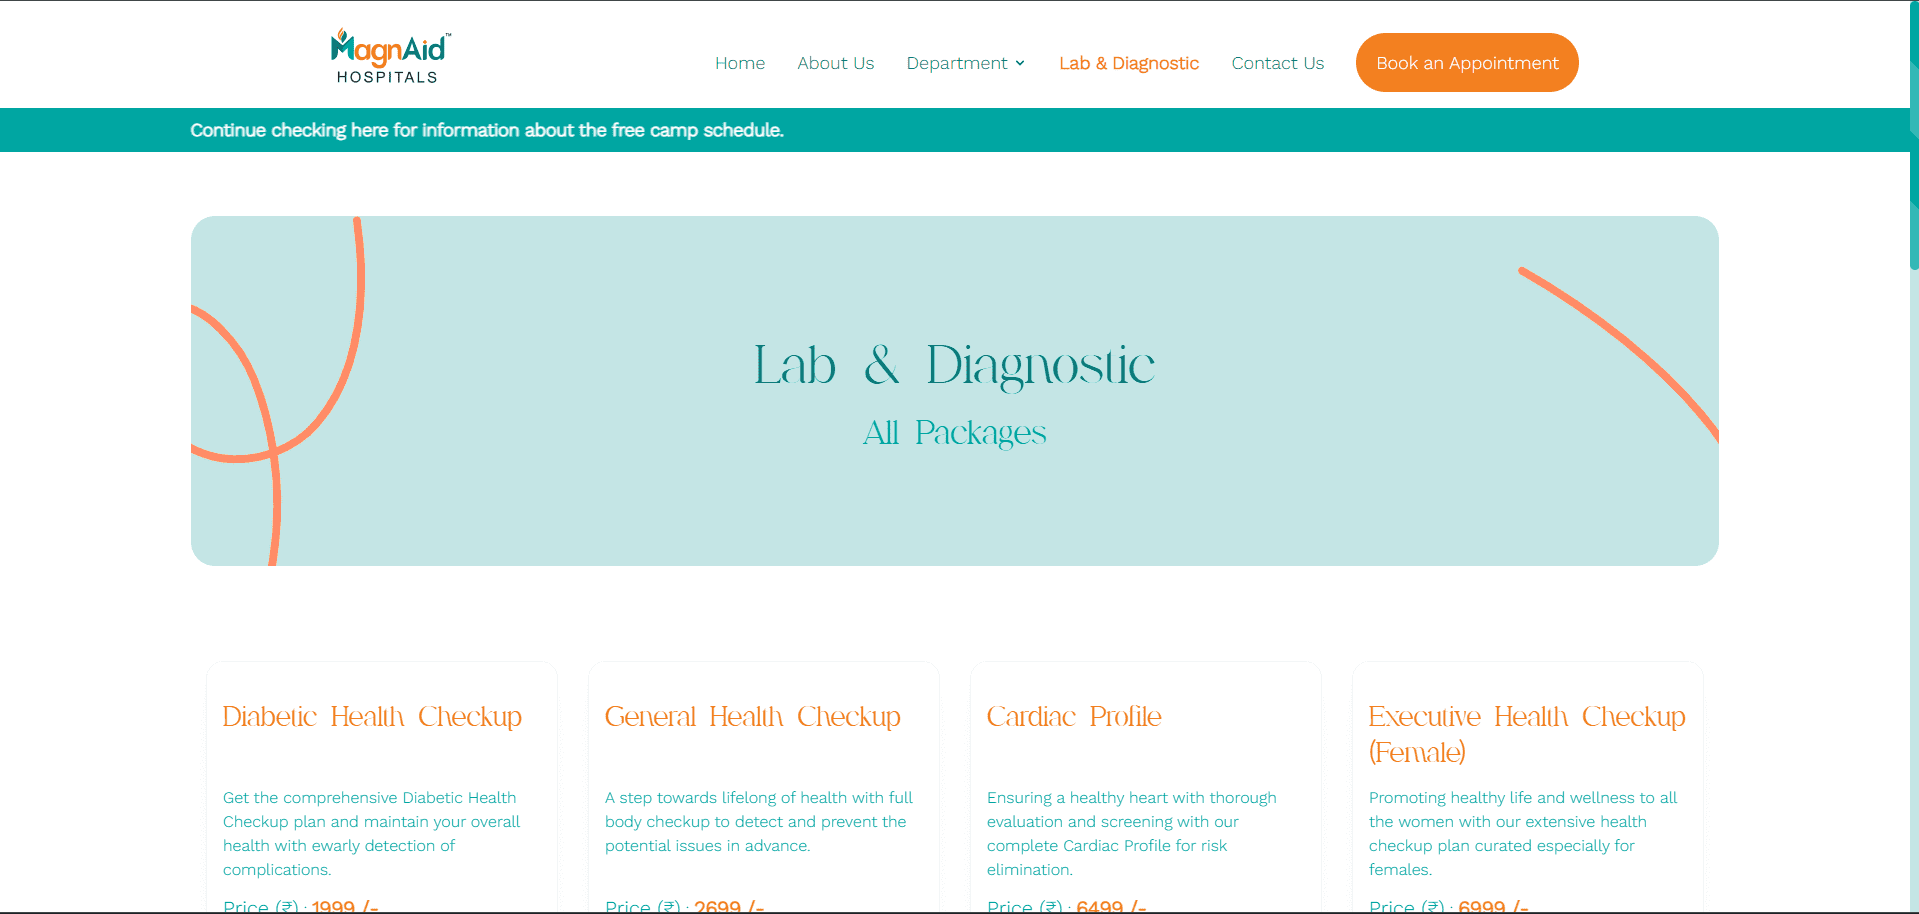 MagnAid™
HOSPITALS
Home
About Us
Department
Lab & Diagnostic
Contact Us
Book an Appointment
Continue checking here for information about the free camp schedule.
Lab & Diagnostic
All Packages
Diabetic Health Checkup
Get the comprehensive Diabetic Health
Checkup plan and maintain your overall
health with ewarly detection of
complications.
Price (₹) : 1999 /-
General Health Checkup
A step towards lifelong of health with full
body checkup to detect and prevent the
potential issues in advance.
Price (₹) : 2699 /-
Cardiac Profile
Ensuring a healthy heart with thorough
evaluation and screening with our
complete Cardiac Profile for risk
elimination.
Price (₹) : 6499 /-
Executive Health Checkup
(Female)
Promoting healthy life and wellness to all
the women with our extensive health
checkup plan curated especially for
females.
Price (₹) : 6999 /-